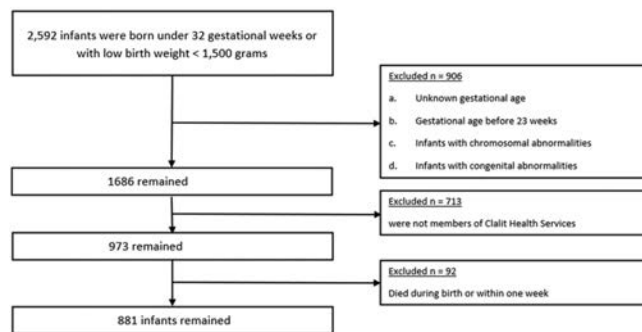 2,592 infants were born under 32 gestational weeks or
with low birth weight < 1,500 grams
Excluded n = 906
a. Unknown gestational age
b. Gestational age before 23 weeks
c. Infants with chromosomal abnormalities
d. Infants with congenital abnormalities
1686 remained
Excluded n = 713
were not members of Clalit Health Services
973 remained
Excluded n = 92
Died during birth or within one week
881 infants remained